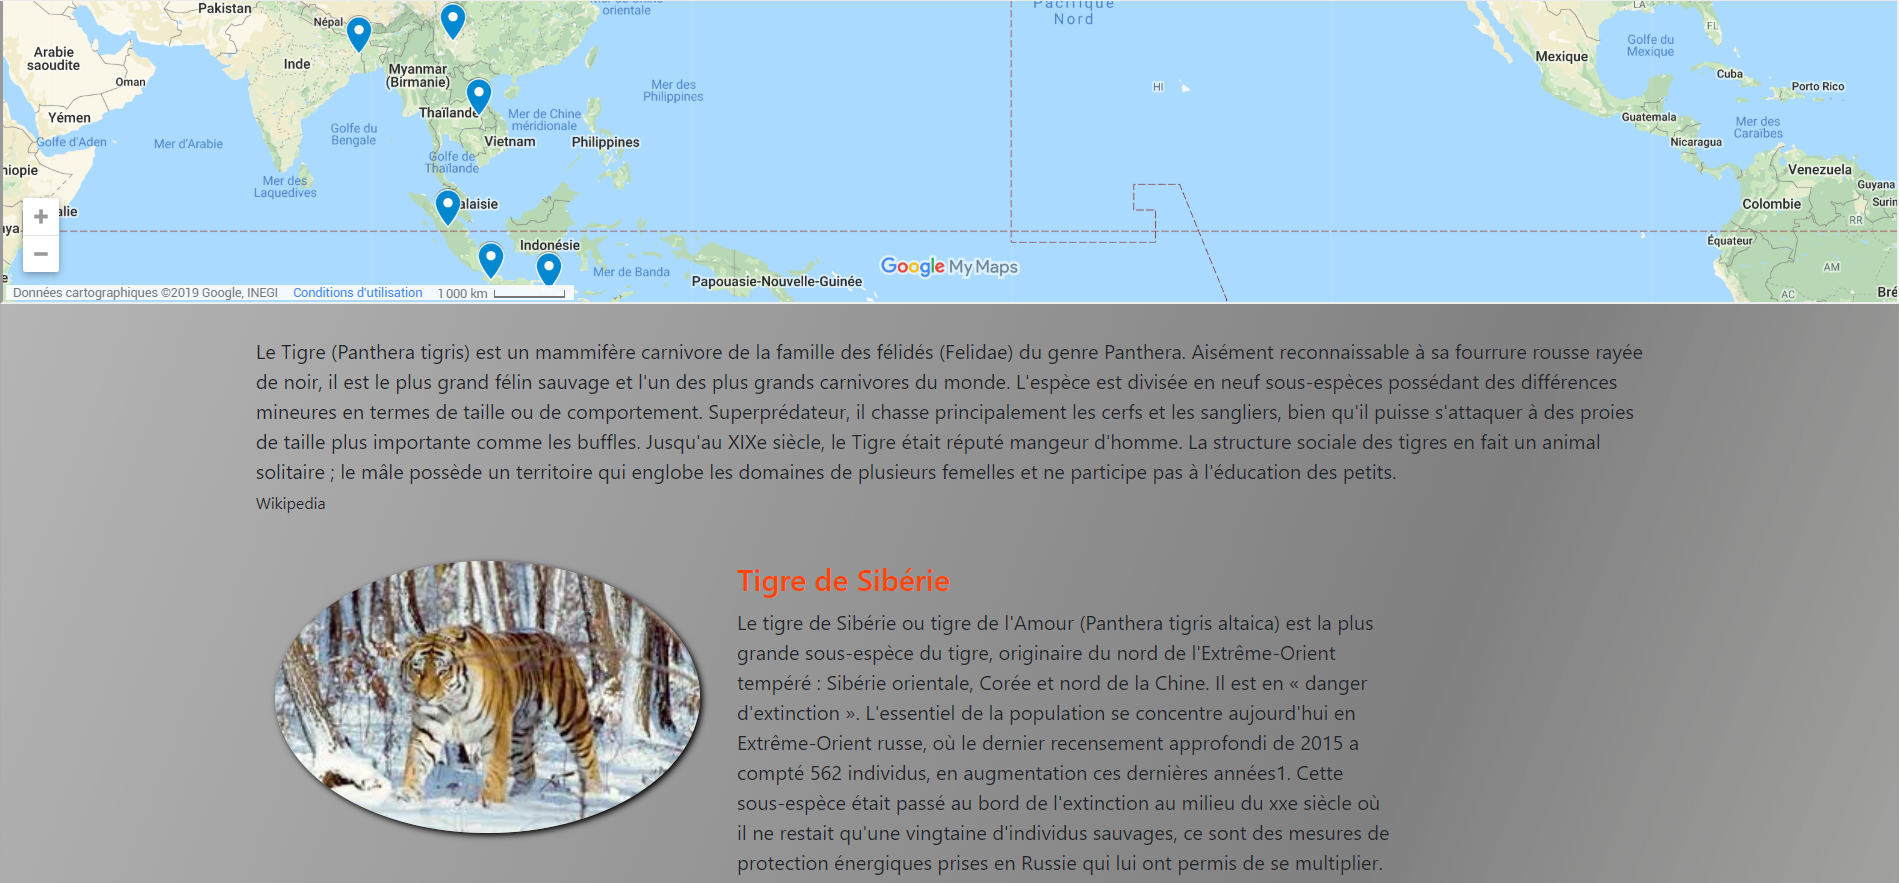 Pakistan
Népal
orientale
Pacifique
Nord
LA
FL
Arabie
saoudite
Oman
Inde
Myanmar
(Birmanie)
Mer des
Philippines
HI
Mexique
Golfe du
Mexique
Cuba
Porto Rico
Yémen
Golfe d'Aden
Mer d'Arabie
Golfe du
Bengale
Thaïlande
Mer de Chine
méridionale
Vietnam
Philippines
Golfe de
Thaïlande
Guatemala
Mer des
Caraïbes
Nicaragua
hiopie
Mer des
Laquedives
Venezuela
Guyana
Surin
Colombie
alie
alaisie
RR
ya
Indonésie
Équateur
Mer de Banda
Papouasie-Nouvelle-Guinée
Google My Maps
AM
AC
Bré
+
−
Données cartographiques ©2019 Google, INEGI Conditions d'utilisation 1 000 km
Le Tigre (Panthera tigris) est un mammifère carnivore de la famille des félidés (Felidae) du genre Panthera. Aisément reconnaissable à sa fourrure rousse rayée
de noir, il est le plus grand félin sauvage et l'un des plus grands carnivores du monde. L'espèce est divisée en neuf sous-espèces possédant des différences
mineures en termes de taille ou de comportement. Superprédateur, il chasse principalement les cerfs et les sangliers, bien qu'il puisse s'attaquer à des proies
de taille plus importante comme les buffles. Jusqu'au XIXe siècle, le Tigre était réputé mangeur d'homme. La structure sociale des tigres en fait un animal
solitaire ; le mâle possède un territoire qui englobe les domaines de plusieurs femelles et ne participe pas à l'éducation des petits.
Wikipedia
Tigre de Sibérie
Le tigre de Sibérie ou tigre de l'Amour (Panthera tigris altaica) est la plus
grande sous-espèce du tigre, originaire du nord de l'Extrême-Orient
tempéré : Sibérie orientale, Corée et nord de la Chine. Il est en « danger
d'extinction ». L'essentiel de la population se concentre aujourd'hui en
Extrême-Orient russe, où le dernier recensement approfondi de 2015 a
compté 562 individus, en augmentation ces dernières années1. Cette
sous-espèce était passé au bord de l'extinction au milieu du xxe siècle où
il ne restait qu'une vingtaine d'individus sauvages, ce sont des mesures de
protection énergiques prises en Russie qui lui ont permis de se multiplier.